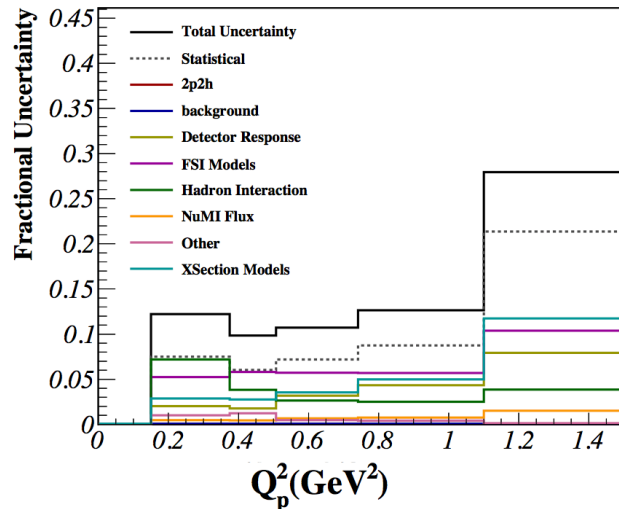 Fractional Uncertainty
0.45
0.4
0.35
0.3
0.25
0.2
0.15
0.1
0.05
0
Total Uncertainty
Statistical
2p2h
background
Detector Response
FSI Models
Hadron Interaction
NuMI Flux
Other
XSection Models
0 0.2 0.4 0.6 0.8 1 1.2 1.4
Q²ₚ(GeV²)